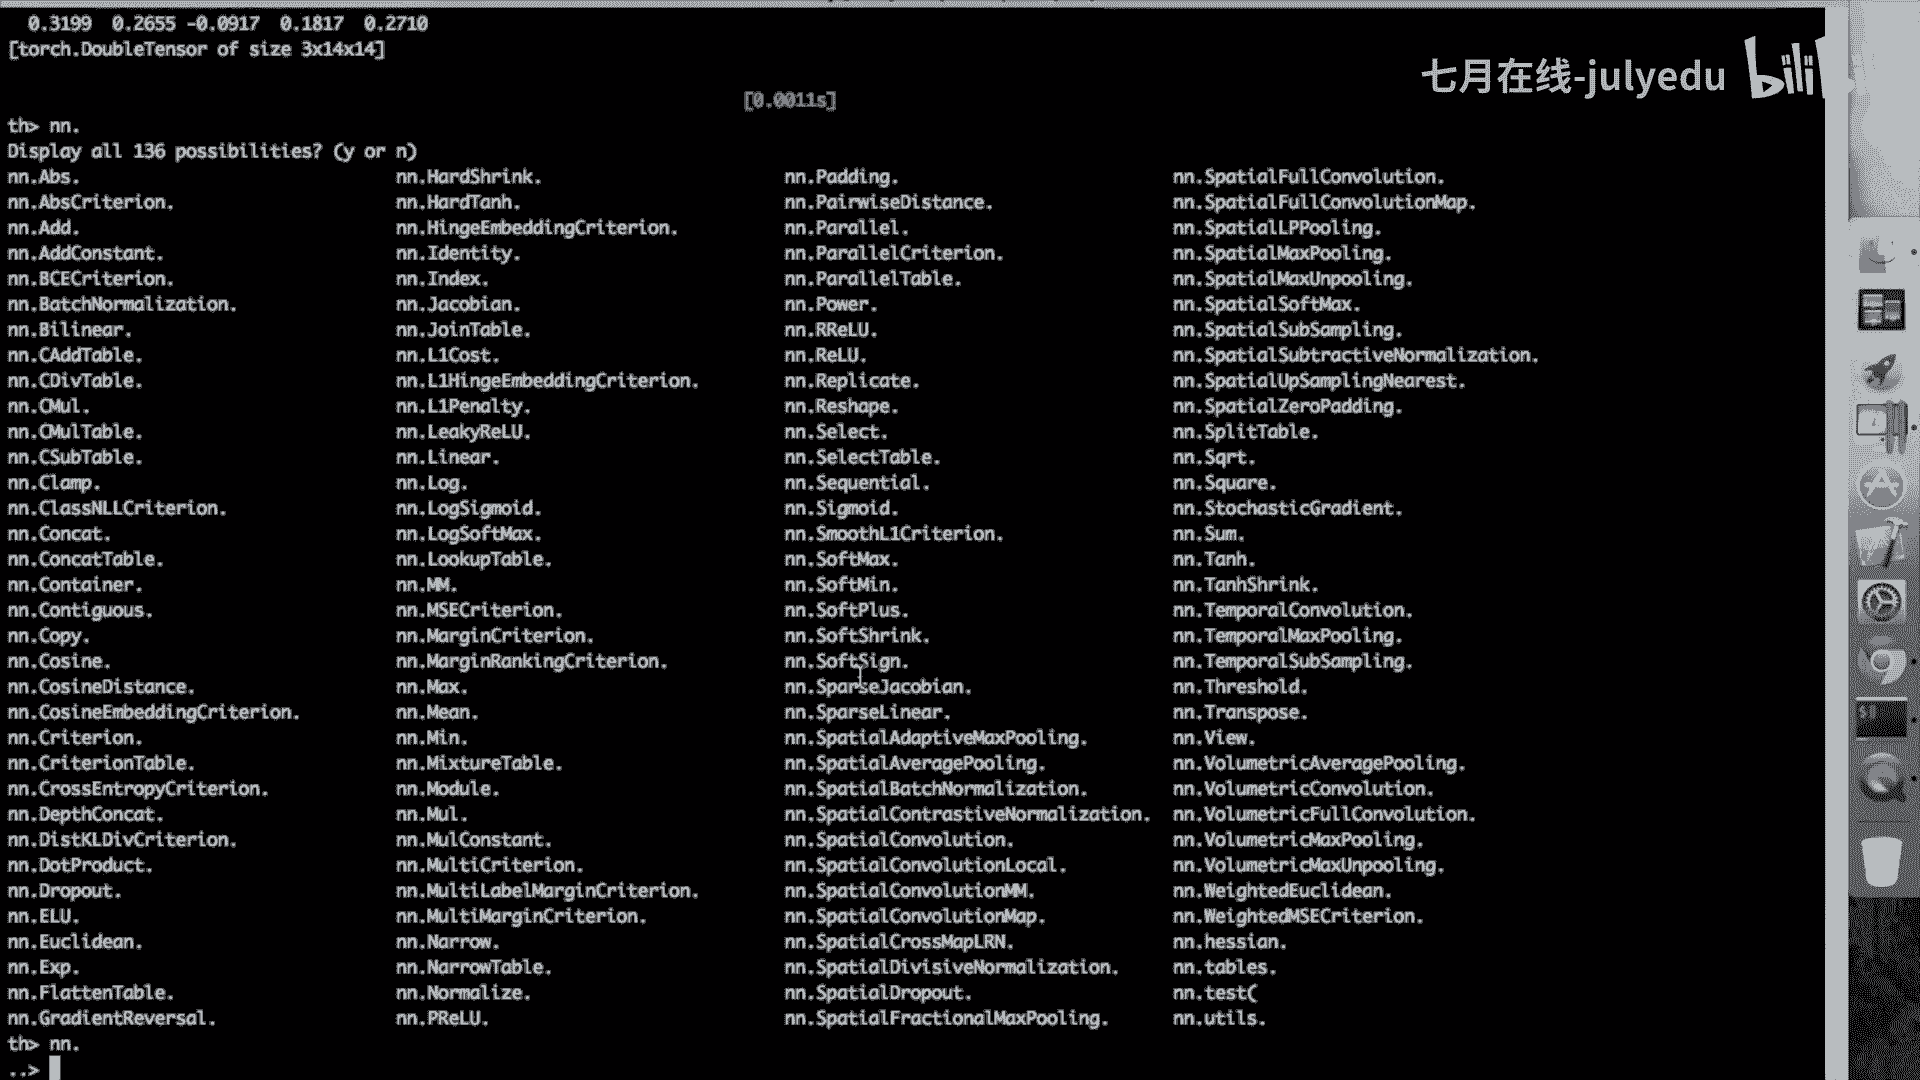 0.3199 0.2655 -0.0917 0.1817 0.2710
[torch.DoubleTensor of size 3x14x14]
七月在线-julyedu bili
[0.0011s]
th> nn.
Display all 136 possibilities? (y or n)
nn.Abs. nn.HardShrink. nn.Padding. nn.SpatialFullConvolution.
nn.AbsCriterion. nn.HardTanh. nn.PairwiseDistance. nn.SpatialFullConvolutionMap.
nn.Add. nn.HingeEmbeddingCriterion. nn.Parallel. nn.SpatialLPPooling.
nn.AddConstant. nn.Identity. nn.ParallelCriterion. nn.SpatialMaxPooling.
nn.BCECriterion. nn.Index. nn.ParallelTable. nn.SpatialMaxUnpooling.
nn.BatchNormalization. nn.Jacobian. nn.Power. nn.SpatialSoftMax.
nn.Bilinear. nn.JoinTable. nn.RReLU. nn.SpatialSubSampling.
nn.CAddTable. nn.L1Cost. nn.ReLU. nn.SpatialSubtractiveNormalization.
nn.CDivTable. nn.L1HingeEmbeddingCriterion. nn.Replicate. nn.SpatialUpSamplingNearest.
nn.CMul. nn.L1Penalty. nn.Reshape. nn.SpatialZeroPadding.
nn.CMulTable. nn.LeakyReLU. nn.Select. nn.SplitTable.
nn.CSubTable. nn.Linear. nn.SelectTable. nn.Sqrt.
nn.Clamp. nn.Log. nn.Sequential. nn.Square.
nn.ClassNLLCriterion. nn.LogSigmoid. nn.Sigmoid. nn.StochasticGradient.
nn.Concat. nn.LogSoftMax. nn.SmoothL1Criterion. nn.Sum.
nn.ConcatTable. nn.LookupTable. nn.SoftMax. nn.Tanh.
nn.Container. nn.MM. nn.SoftMin. nn.TanhShrink.
nn.Contiguous. nn.MSECriterion. nn.SoftPlus. nn.TemporalConvolution.
nn.Copy. nn.MarginCriterion. nn.SoftShrink. nn.TemporalMaxPooling.
nn.Cosine. nn.MarginRankingCriterion. nn.SoftSign. nn.TemporalSubSampling.
nn.CosineDistance. nn.Max. nn.SparseJacobian. nn.Threshold.
nn.CosineEmbeddingCriterion. nn.Mean. nn.SparseLinear. nn.Transpose.
nn.Criterion. nn.Min. nn.SpatialAdaptiveMaxPooling. nn.View.
nn.CriterionTable. nn.MixtureTable. nn.SpatialAveragePooling. nn.VolumetricAveragePooling.
nn.CrossEntropyCriterion. nn.Module. nn.SpatialBatchNormalization. nn.VolumetricConvolution.
nn.DepthConcat. nn.Mul. nn.SpatialContrastiveNormalization. nn.VolumetricFullConvolution.
nn.DistKLDivCriterion. nn.MulConstant. nn.SpatialConvolution. nn.VolumetricMaxPooling.
nn.DotProduct. nn.MultiCriterion. nn.SpatialConvolutionLocal. nn.VolumetricMaxUnpooling.
nn.Dropout. nn.MultiLabelMarginCriterion. nn.SpatialConvolutionMM. nn.WeightedEuclidean.
nn.ELU. nn.MultiMarginCriterion. nn.SpatialConvolutionMap. nn.WeightedMSECriterion.
nn.Euclidean. nn.Narrow. nn.SpatialCrossMapLRN. nn.hessian.
nn.Exp. nn.NarrowTable. nn.SpatialDivisiveNormalization. nn.tables.
nn.FlattenTable. nn.Normalize. nn.SpatialDropout. nn.test(
nn.GradientReversal. nn.PReLU. nn.SpatialFractionalMaxPooling. nn.utils.
th> nn.
..>